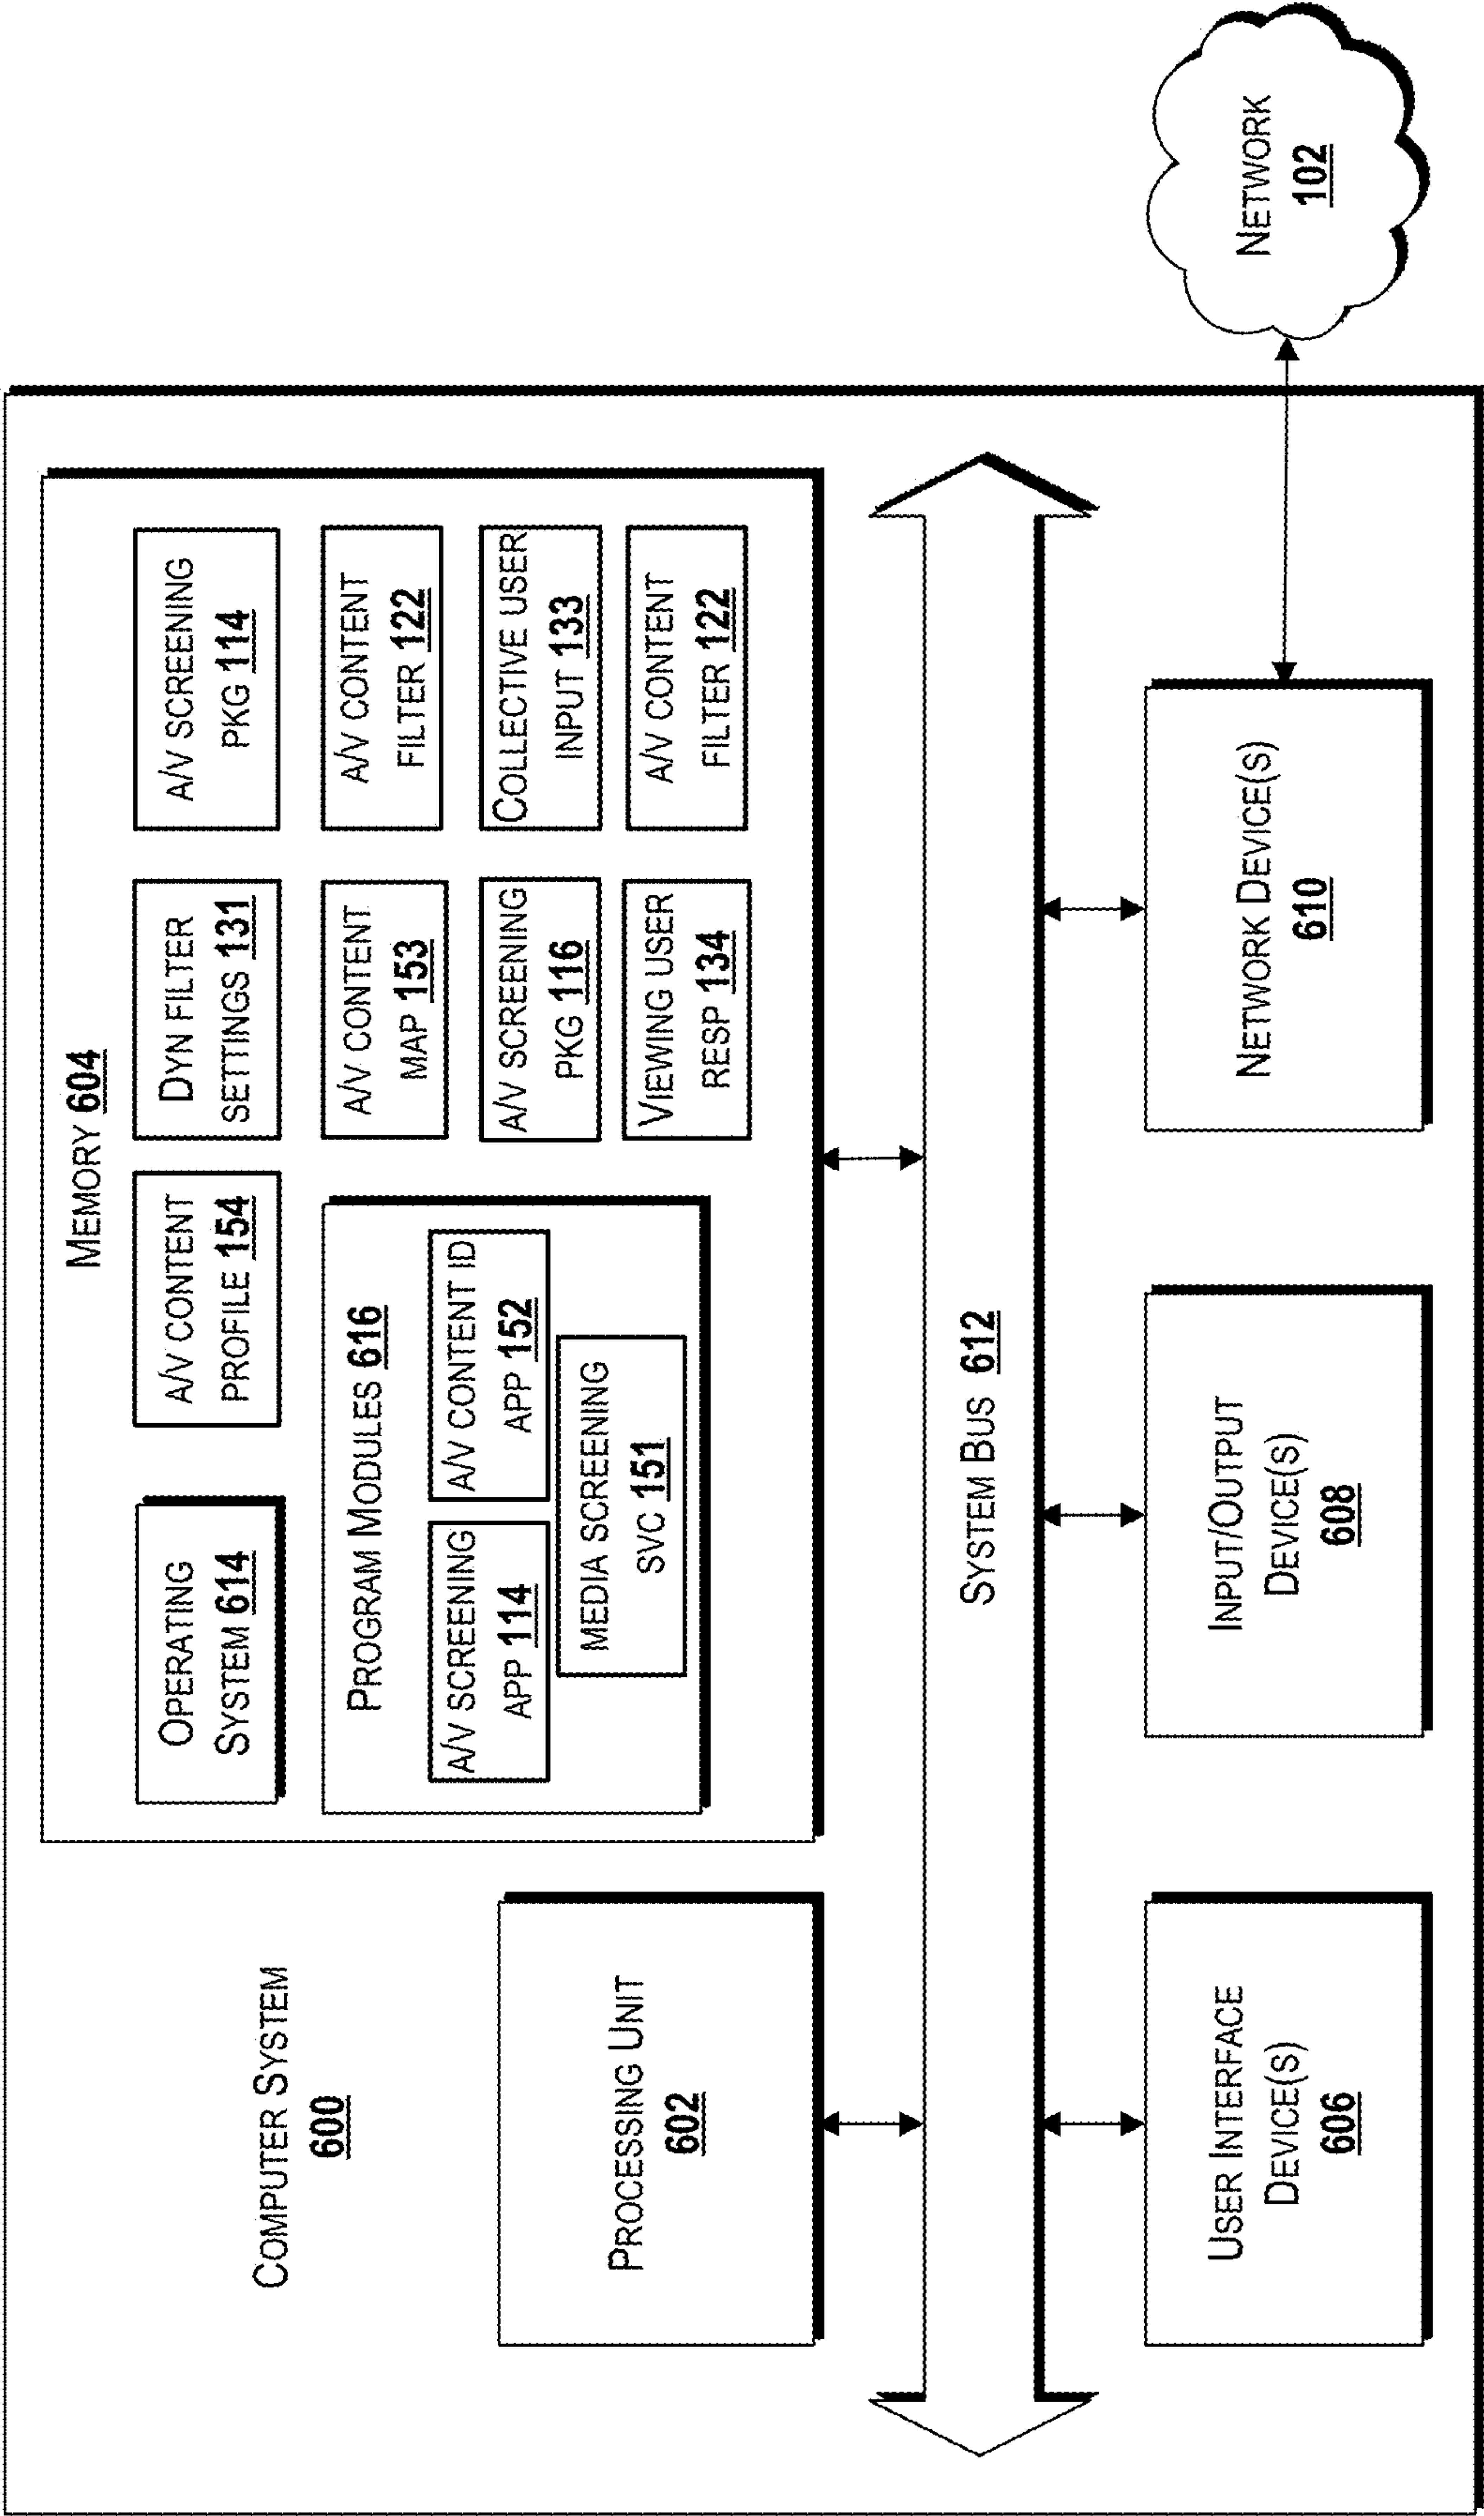 COMPUTER SYSTEM
600
MEMORY 604
OPERATING
SYSTEM 614
A/V CONTENT
PROFILE 154
DYN FILTER
SETTINGS 131
A/V SCREENING
PKG 114
PROGRAM MODULES 616
A/V SCREENING
APP 114
A/V CONTENT ID
APP 152
MEDIA SCREENING
SVC 151
A/V CONTENT
MAP 153
A/V CONTENT
FILTER 122
A/V SCREENING
PKG 116
COLLECTIVE USER
INPUT 133
VIEWING USER
RESP 134
A/V CONTENT
FILTER 122
PROCESSING UNIT
602
SYSTEM BUS 612
USER INTERFACE
DEVICE(S)
606
INPUT/OUTPUT
DEVICE(S)
608
NETWORK DEVICE(S)
610
NETWORK
102